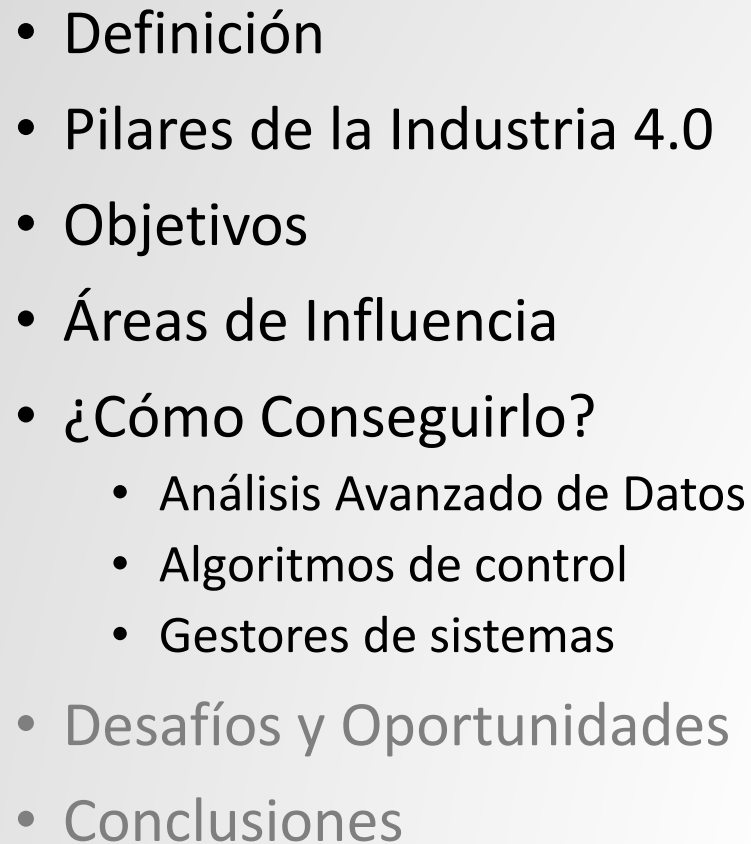 • Definición
• Pilares de la Industria 4.0
• Objetivos
• Áreas de Influencia
• ¿Cómo Conseguirlo?
• Análisis Avanzado de Datos
• Algoritmos de control
• Gestores de sistemas
• Desafíos y Oportunidades
• Conclusiones